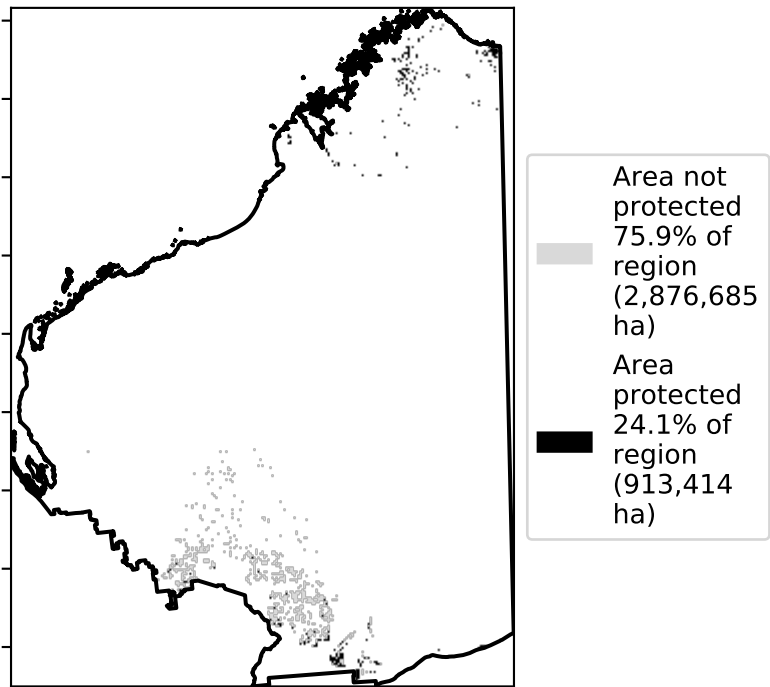 Area not
protected
75.9% of
region
(2,876,685
ha)
Area
protected
24.1% of
region
(913,414
ha)